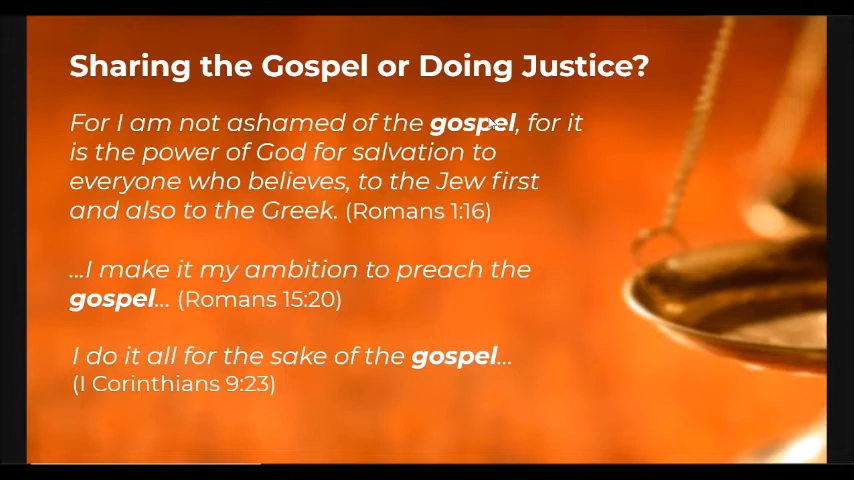 Sharing the Gospel or Doing Justice?
For I am not ashamed of the gospel, for it
is the power of God for salvation to
everyone who believes, to the Jew first
and also to the Greek. (Romans 1:16)
...I make it my ambition to preach the
gospel... (Romans 15:20)
I do it all for the sake of the gospel...
(I Corinthians 9:23)